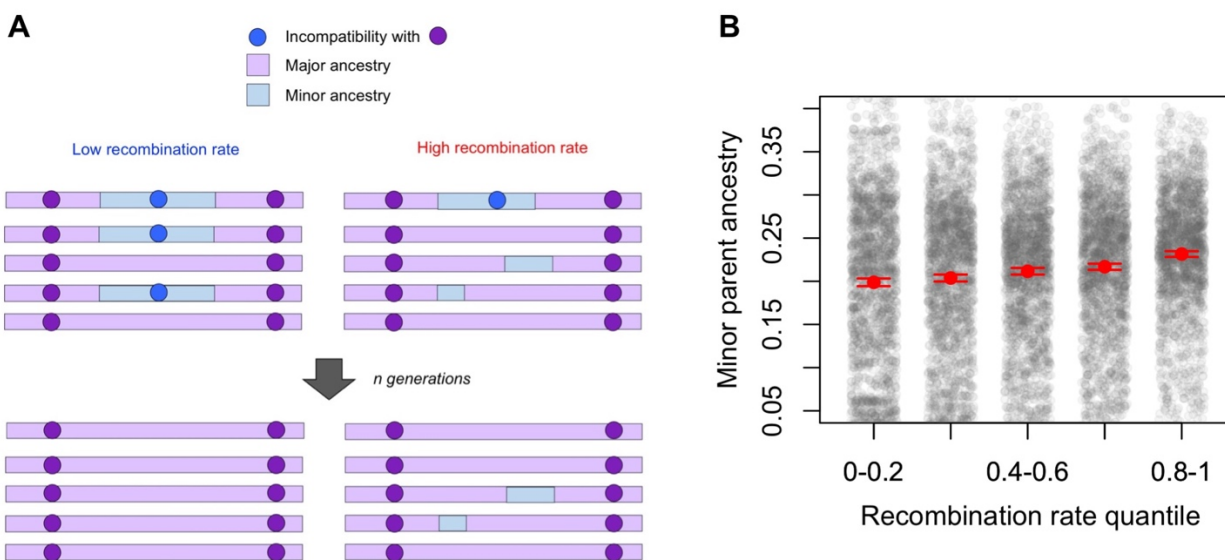 A
Incompatibility with
Major ancestry
Minor ancestry
Low recombination rate
High recombination rate
n generations
B
Minor parent ancestry
0.35
0.25
0.15
0.05
0-0.2
0.4-0.6
0.8-1
Recombination rate quantile